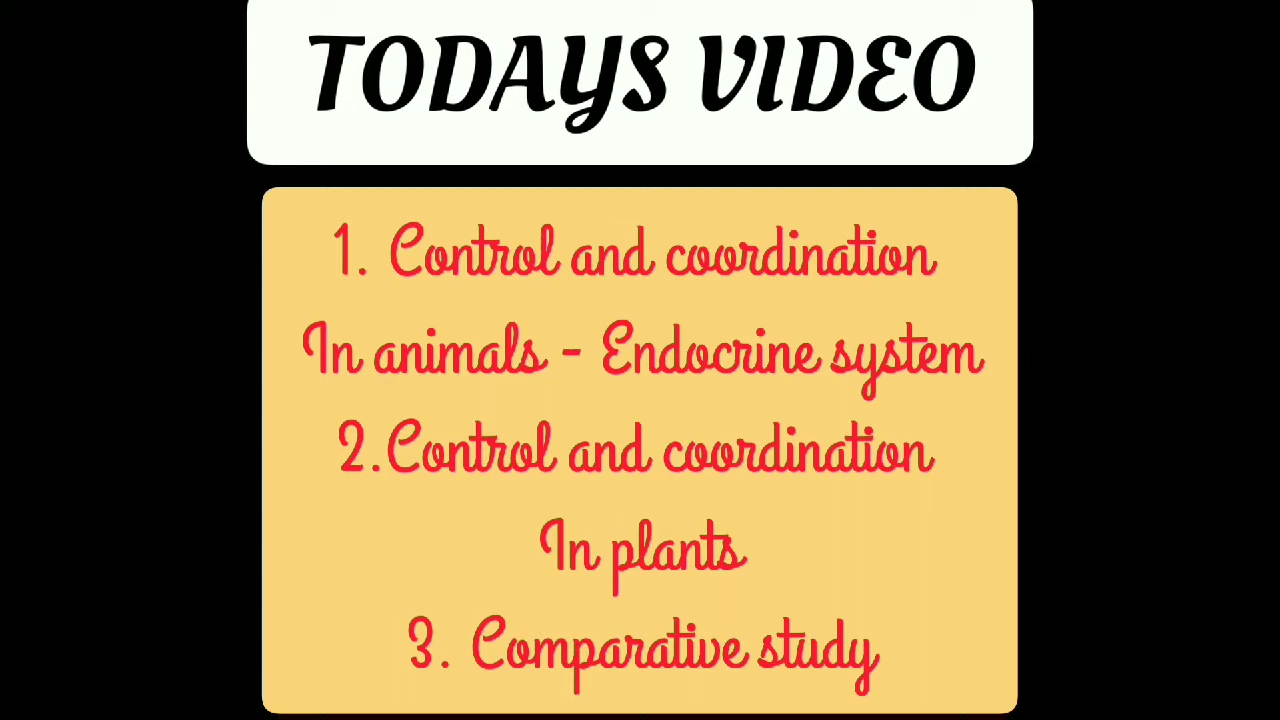 TODAYS VIDEO
1. Control and coordination
In animals - Endocrine system
2.Control and coordination
In plants
3. Comparative study